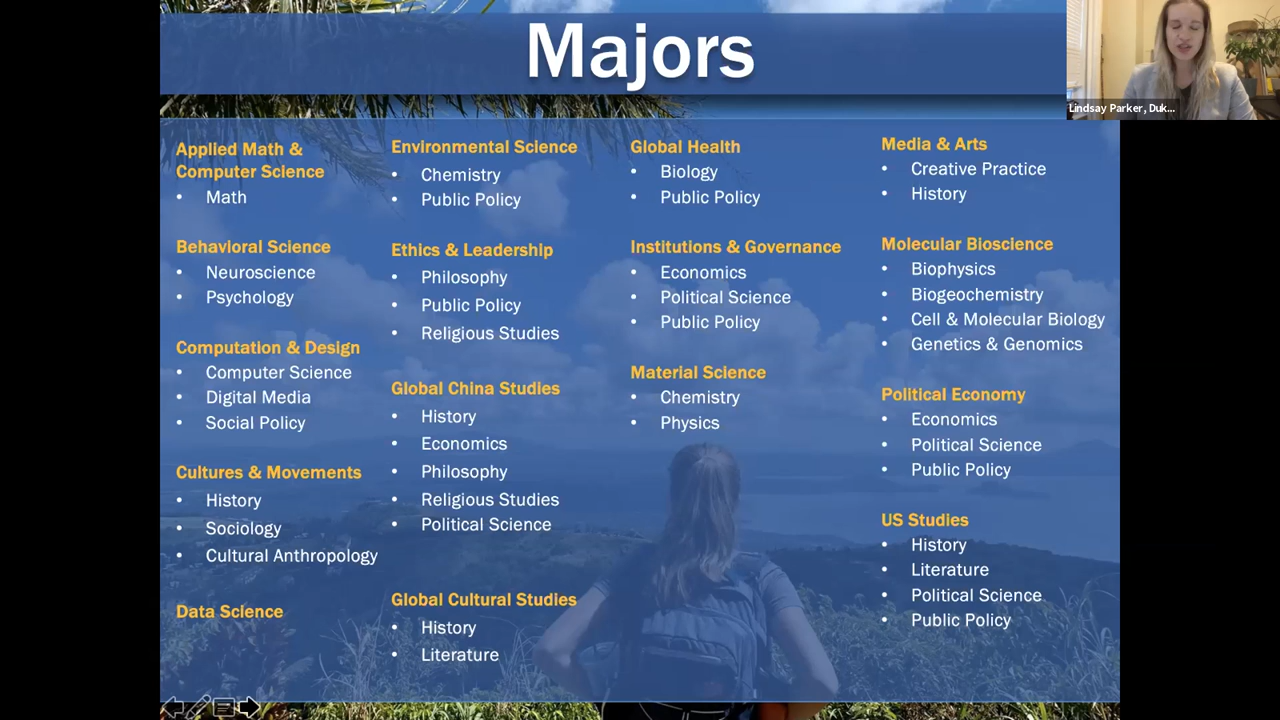 Majors
Lindsay Parker, Duk...
Applied Math &
Computer Science
• Math
Behavioral Science
• Neuroscience
• Psychology
Computation & Design
• Computer Science
• Digital Media
• Social Policy
Cultures & Movements
• History
• Sociology
• Cultural Anthropology
Data Science
Environmental Science
• Chemistry
• Public Policy
Ethics & Leadership
• Philosophy
• Public Policy
• Religious Studies
Global China Studies
• History
• Economics
• Philosophy
• Religious Studies
• Political Science
Global Cultural Studies
• History
• Literature
Global Health
• Biology
• Public Policy
Institutions & Governance
• Economics
• Political Science
• Public Policy
Material Science
• Chemistry
• Physics
Media & Arts
• Creative Practice
• History
Molecular Bioscience
• Biophysics
• Biogeochemistry
• Cell & Molecular Biology
• Genetics & Genomics
Political Economy
• Economics
• Political Science
• Public Policy
US Studies
• History
• Literature
• Political Science
• Public Policy